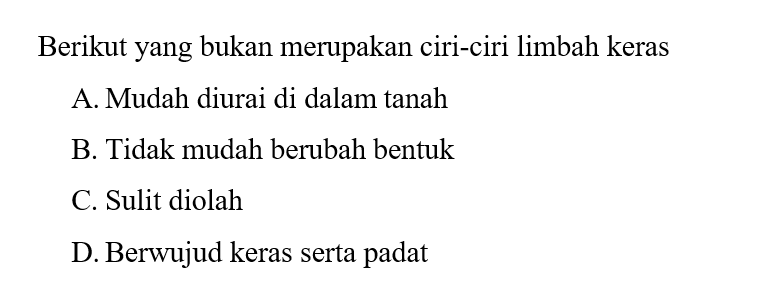 Berikut yang bukan merupakan ciri-ciri limbah keras
A. Mudah diurai di dalam tanah
B. Tidak mudah berubah bentuk
C. Sulit diolah
D. Berwujud keras serta padat